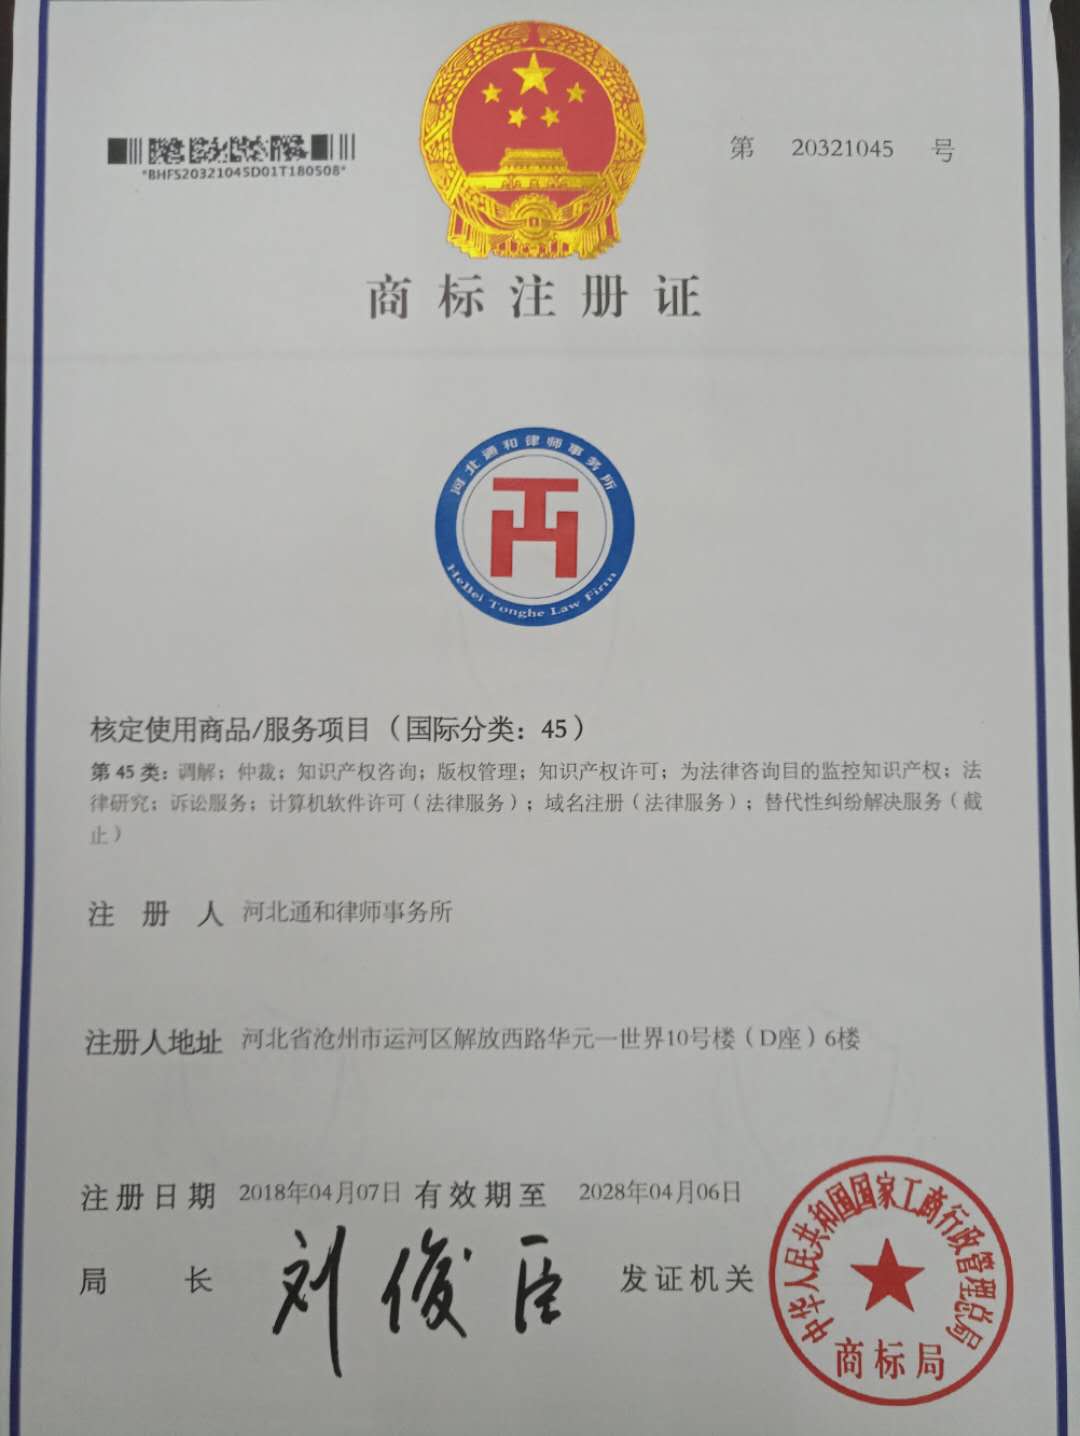 *BHFS20321045D01T180508*
第 20321045 号
商标注册证
河北通和律师事务所
HeBei Tonghe Law Firm
核定使用商品/服务项目（国际分类：45）
第 45 类：调解；仲裁；知识产权咨询；版权管理；知识产权许可；为法律咨询目的监控知识产权；法
律研究；诉讼服务；计算机软件许可（法律服务）；域名注册（法律服务）；替代性纠纷解决服务（截
止）
注册人 河北通和律师事务所
注册人地址 河北省沧州市运河区解放西路华元一世界10号楼（D座）6楼
注册日期 2018年04月07日 有效期至 2028年04月06日
局长 刘俊臣 发证机关
中华人民共和国国家工商行政管理总局
商标局